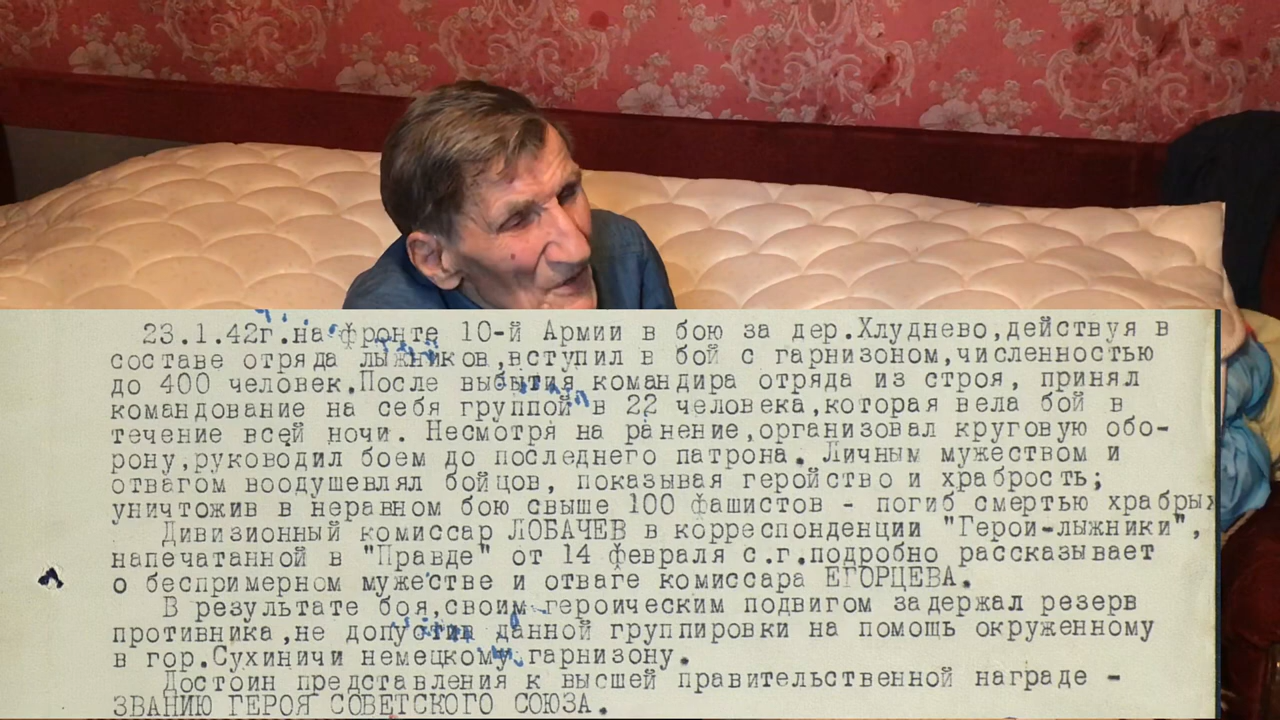 23.1.42г.на фронте 10-й Армии в бою за дер.Хлуднево,действуя в
составе отряда лыжников,вступил в бой с гарнизоном,численностью
до 400 человек.После выбытия командира отряда из строя, принял
командование на себя группой в 22 человека,которая вела бой в
течение всей ночи. Несмотря на ранение,организовал круговую обо-
рону,руководил боем до последнего патрона. Личным мужеством и
отвагом воодушевлял бойцов, показывая геройство и храбрость;
уничтожив в неравном бою свыше 100 фашистов - погиб смертью храбрых
Дивизионный комиссар ЛОБАЧЕВ в корреспонденции "Герои-лыжники",
напечатанной в "Правде" от 14 февраля с.г.подробно рассказывает
о беспримерном мужестве и отваге комиссара ЕГОРЦЕВА.
В результате боя,своим героическим подвигом задержал резерв
противника,не допустив данной группировки на помощь окруженному
в гор.Сухиничи немецкому гарнизону.
Достоин представления к высшей правительственной награде -
ЗВАНИЮ ГЕРОЯ СОВЕТСКОГО СОЮЗА.